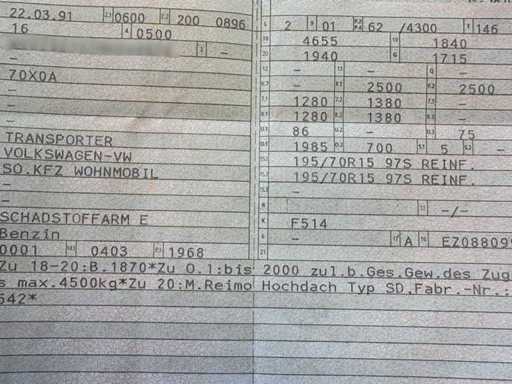 22.03.91 0600 200 0896
16 0500
-
-
70X0A
-
-
-
TRANSPORTER
VOLKSWAGEN-VW
SO.KFZ WOHNMOBIL
-
-
SCHADSTOFFARM E
Benzin
0001 0403 1968
2 01 62 /4300 146
4655 1840
1940 1715
- - -
- 2500 2500
1280 1380 -
1280 1380 -
86 - 75
1985 700 5 -
195/70R15 97S REINF.
195/70R15 97S REINF.
-
-/-
F514
- A EZ088099
Zu 18-20:B.1870*Zu O.1:bis 2000 zul.b.Ges.Gew.des Zug
s max.4500kg*Zu 20:M.Reimo Hochdach Typ SD.Fabr.-Nr.:
542*